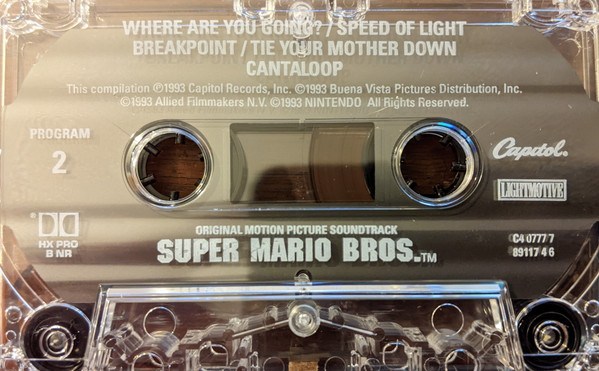 WHERE ARE YOU GOING? / SPEED OF LIGHT
BREAKPOINT / TIE YOUR MOTHER DOWN
CANTALOOP
This compilation ℗1993 Capitol Records, Inc. ©1993 Buena Vista Pictures Distribution, Inc.
©1993 Allied Filmmakers N.V. ©1993 NINTENDO All Rights Reserved.
PROGRAM
2
Capitol®
LIGHTMOTIVE
HX PRO
B NR
ORIGINAL MOTION PICTURE SOUNDTRACK
SUPER MARIO BROS.™
C4 0777 7
89117 4 6